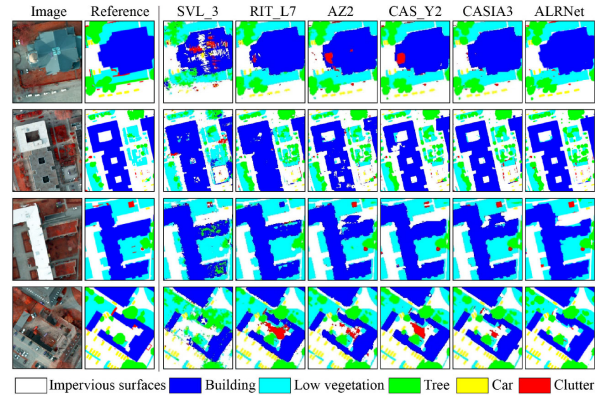 Image Reference SVL_3 RIT_L7 AZ2 CAS_Y2 CASIA3 ALRNet
Impervious surfaces Building Low vegetation Tree Car Clutter